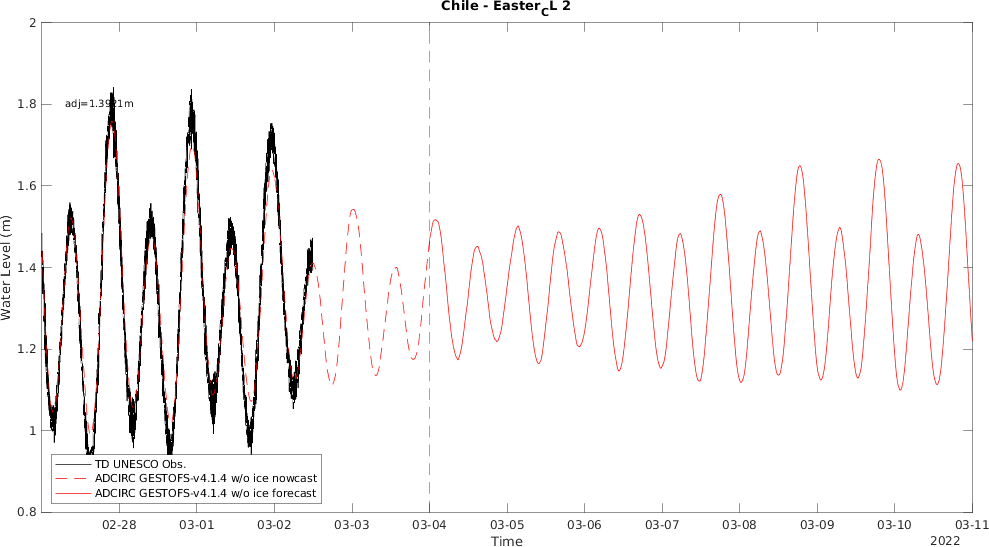 Chile - EasterCL 2
2
1.8
1.6
1.4
1.2
1
0.8
Water Level (m)
adj=1.3921m
TD UNESCO Obs.
ADCIRC GESTOFS-v4.1.4 w/o ice nowcast
ADCIRC GESTOFS-v4.1.4 w/o ice forecast
02-28 03-01 03-02 03-03 03-04 03-05 03-06 03-07 03-08 03-09 03-10 03-11
Time
2022